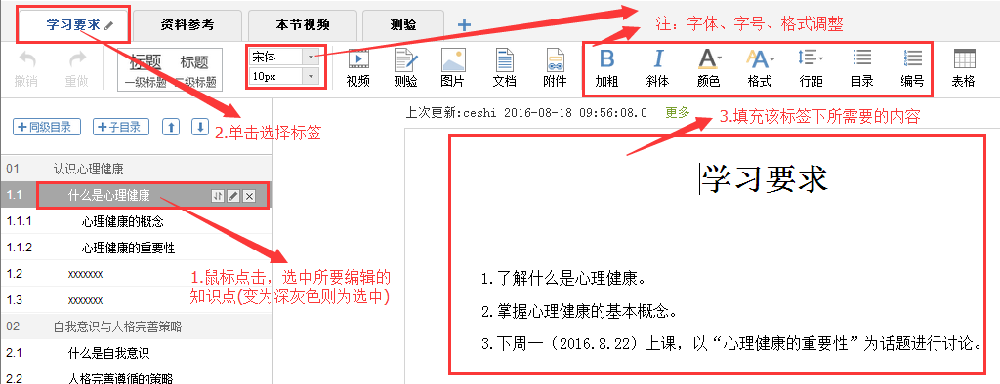 学习要求 资料参考 本节视频 测验 +
注：字体、字号、格式调整
撤销 重做 标题 一级标题 标题 二级标题 宋体 10px 视频 测验 图片 文档 附件 B 加粗 I 斜体 A 颜色 AA 格式 行距 目录 编号 表格
上次更新:ceshi 2016-08-18 09:56:08.0 更多
+同级目录 +子目录
2.单击选择标签
3.填充该标签下所需要的内容
01 认识心理健康
1.1 什么是心理健康
1.1.1 心理健康的概念
1.1.2 心理健康的重要性
1.2 xxxxxxx
1.3 xxxxxxx
02 自我意识与人格完善策略
2.1 什么是自我意识
2.2 人格完善遵循的策略
1.鼠标点击，选中所要编辑的
知识点(变为深灰色则为选中)
学习要求
1.了解什么是心理健康。
2.掌握心理健康的基本概念。
3.下周一（2016.8.22）上课，以“心理健康的重要性”为话题进行讨论。